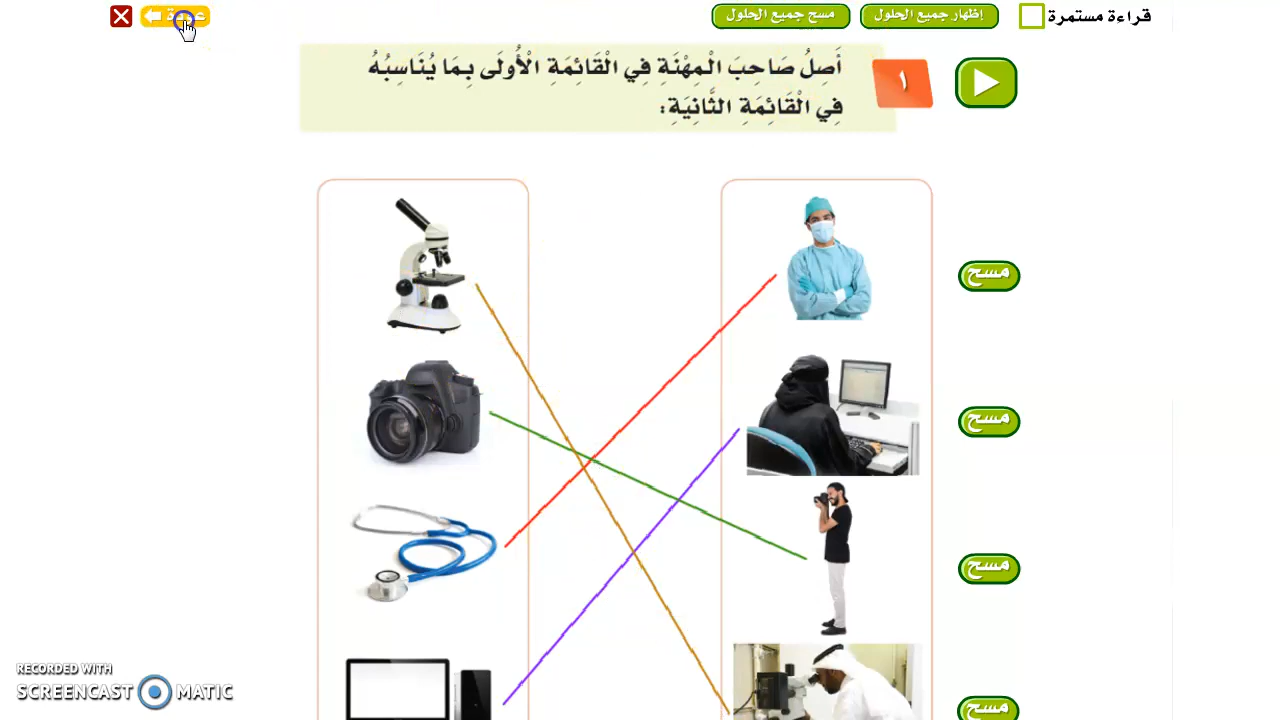 قراءة مستمرة
إظهار جميع الحلول
مسح جميع الحلول
١
أَصِلُ صَاحِبَ الْمِهْنَةِ فِي الْقَائِمَةِ الْأُولَى بِمَا يُنَاسِبُهُ
فِي الْقَائِمَةِ الثَّانِيَةِ:
مسح
مسح
مسح
مسح
RECORDED WITH
SCREENCAST MATIC